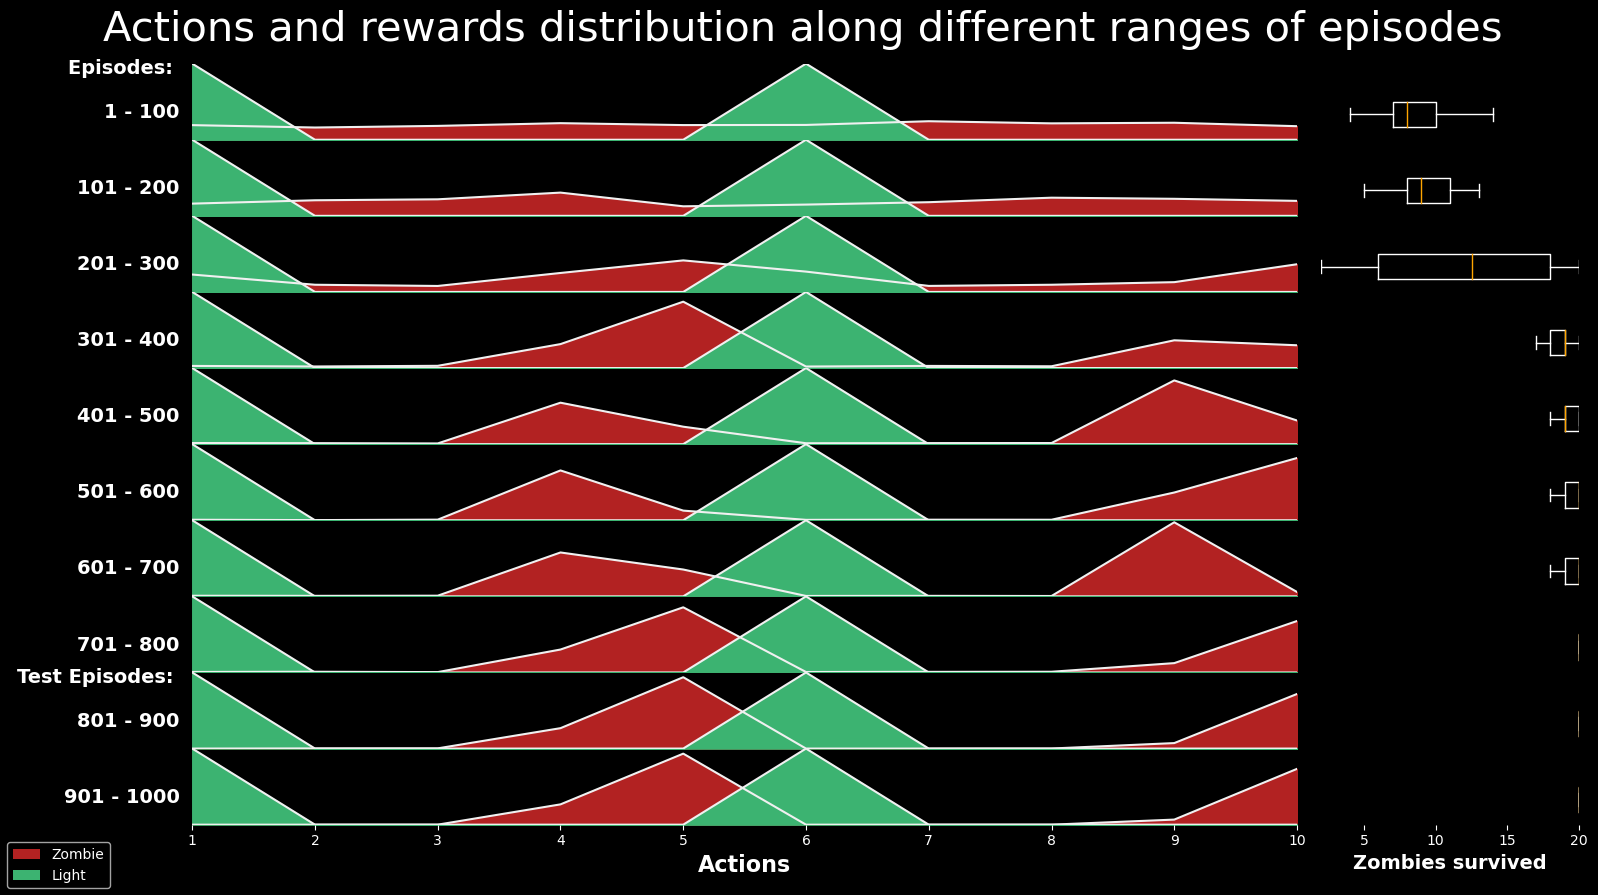 Actions and rewards distribution along different ranges of episodes
Episodes:
1 - 100
101 - 200
201 - 300
301 - 400
401 - 500
501 - 600
601 - 700
701 - 800
Test Episodes:
801 - 900
901 - 1000
1 2 3 4 5 6 7 8 9 10
5 10 15 20
Actions
Zombies survived
Zombie
Light